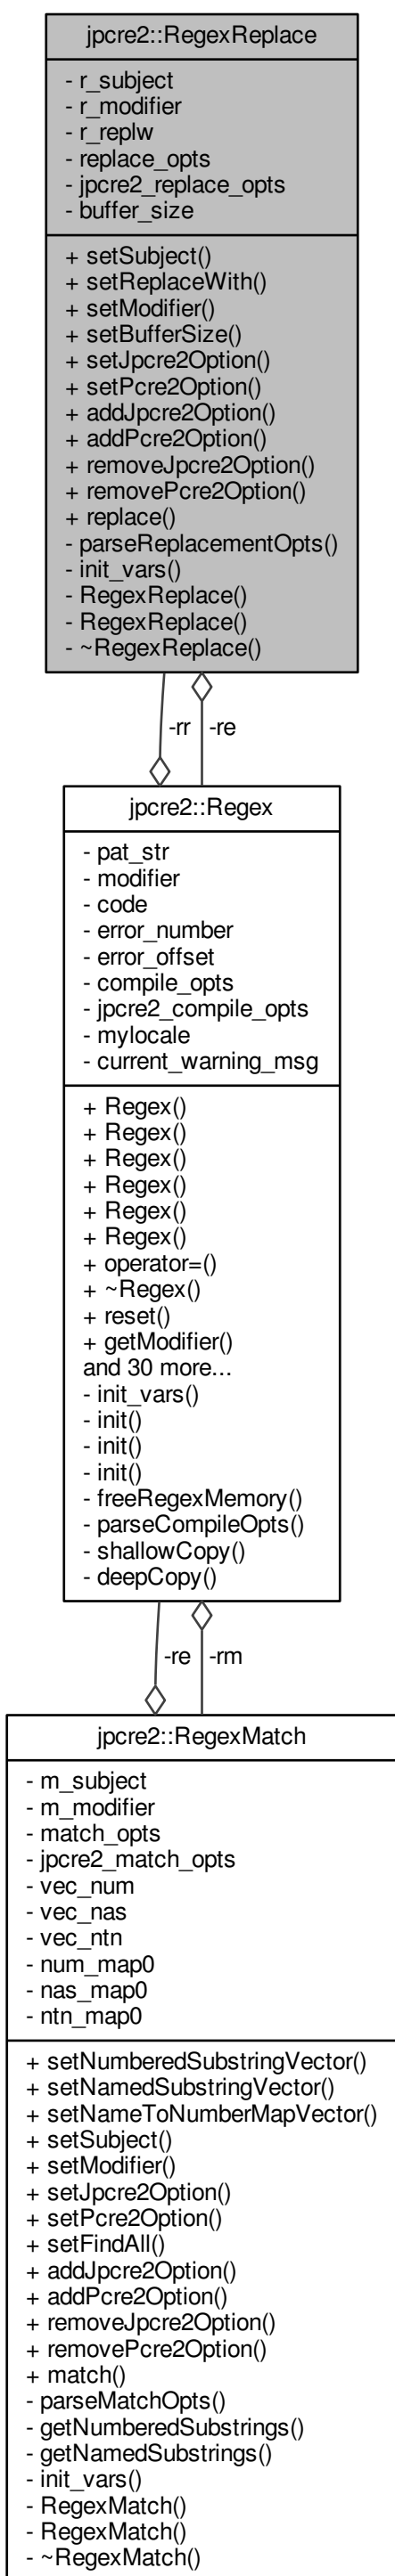 jpcre2::RegexReplace
- r_subject
- r_modifier
- r_replw
- replace_opts
- jpcre2_replace_opts
- buffer_size
+ setSubject()
+ setReplaceWith()
+ setModifier()
+ setBufferSize()
+ setJpcre2Option()
+ setPcre2Option()
+ addJpcre2Option()
+ addPcre2Option()
+ removeJpcre2Option()
+ removePcre2Option()
+ replace()
- parseReplacementOpts()
- init_vars()
- RegexReplace()
- RegexReplace()
- ~RegexReplace()
-rr -re
jpcre2::Regex
- pat_str
- modifier
- code
- error_number
- error_offset
- compile_opts
- jpcre2_compile_opts
- mylocale
- current_warning_msg
+ Regex()
+ Regex()
+ Regex()
+ Regex()
+ Regex()
+ Regex()
+ operator=()
+ ~Regex()
+ reset()
+ getModifier()
and 30 more...
- init_vars()
- init()
- init()
- init()
- freeRegexMemory()
- parseCompileOpts()
- shallowCopy()
- deepCopy()
-re -rm
jpcre2::RegexMatch
- m_subject
- m_modifier
- match_opts
- jpcre2_match_opts
- vec_num
- vec_nas
- vec_ntn
- num_map0
- nas_map0
- ntn_map0
+ setNumberedSubstringVector()
+ setNamedSubstringVector()
+ setNameToNumberMapVector()
+ setSubject()
+ setModifier()
+ setJpcre2Option()
+ setPcre2Option()
+ setFindAll()
+ addJpcre2Option()
+ addPcre2Option()
+ removeJpcre2Option()
+ removePcre2Option()
+ match()
- parseMatchOpts()
- getNumberedSubstrings()
- getNamedSubstrings()
- init_vars()
- RegexMatch()
- RegexMatch()
- ~RegexMatch()